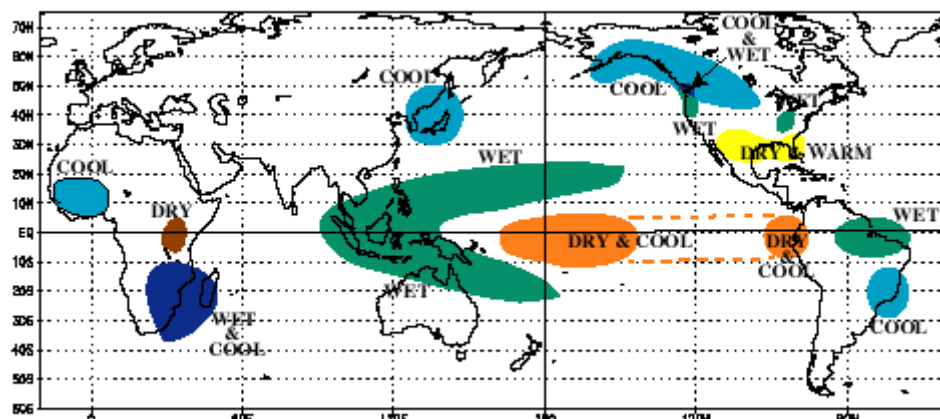 70N
COOL
&
WET
60N
COOL
50N
COOL
40N
WET
30N
DRY & WARM
WET
20N
COOL
10N
DRY
WET
EQ
DRY & COOL
DRY
&
COOL
10S
WET
20S
30S
WET
&
COOL
COOL
40S
50S
60S